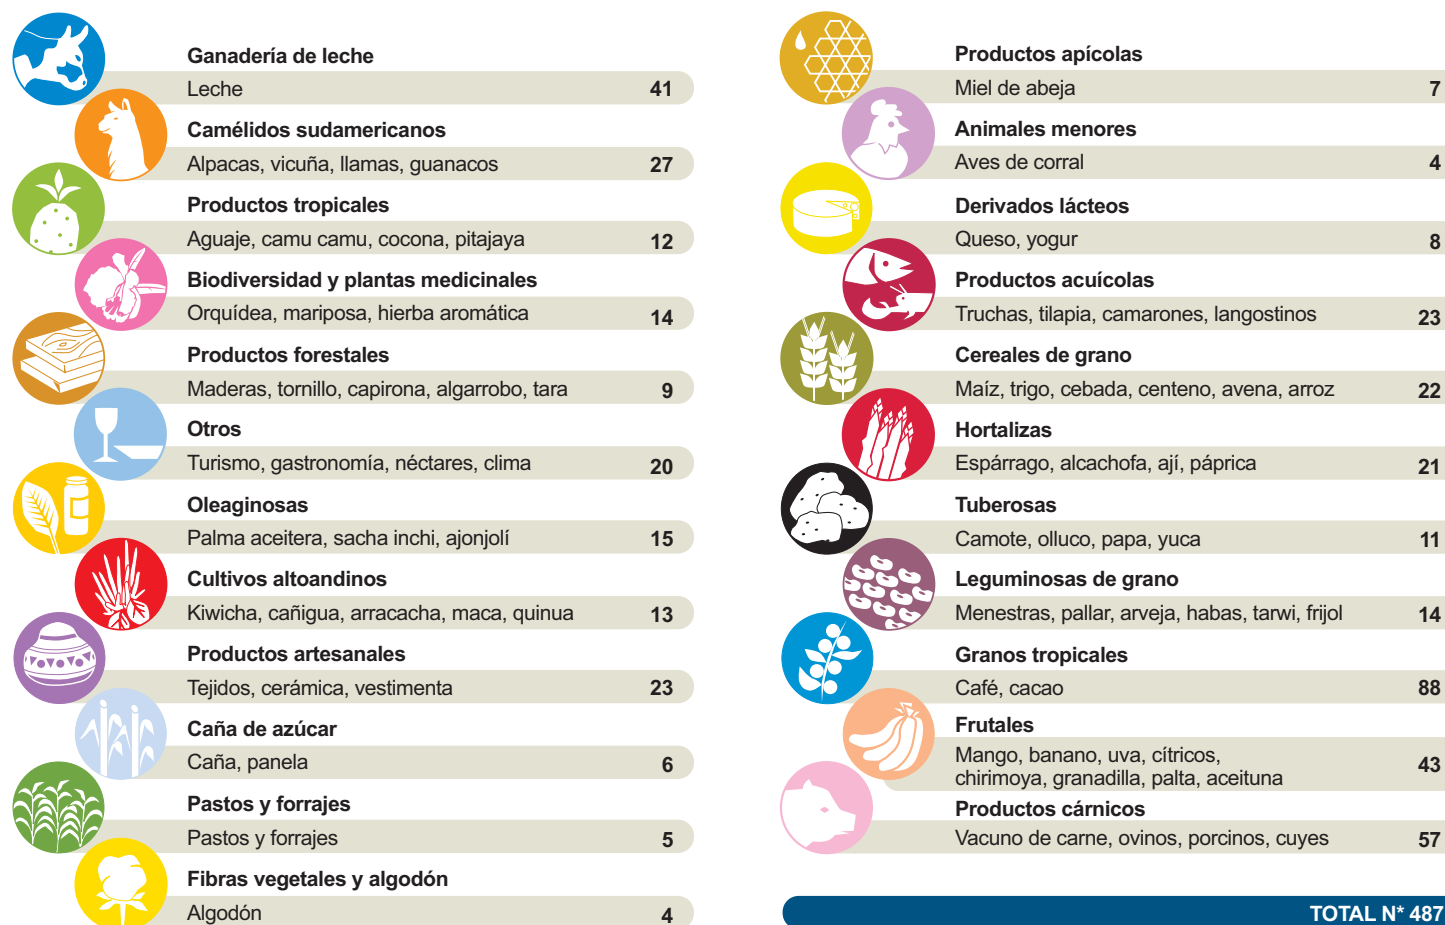 Ganadería de leche
Leche 41
Camélidos sudamericanos
Alpacas, vicuña, llamas, guanacos 27
Productos tropicales
Aguaje, camu camu, cocona, pitajaya 12
Biodiversidad y plantas medicinales
Orquídea, mariposa, hierba aromática 14
Productos forestales
Maderas, tornillo, capirona, algarrobo, tara 9
Otros
Turismo, gastronomía, néctares, clima 20
Oleaginosas
Palma aceitera, sacha inchi, ajonjolí 15
Cultivos altoandinos
Kiwicha, cañigua, arracacha, maca, quinua 13
Productos artesanales
Tejidos, cerámica, vestimenta 23
Caña de azúcar
Caña, panela 6
Pastos y forrajes
Pastos y forrajes 5
Fibras vegetales y algodón
Algodón 4
Productos apícolas
Miel de abeja 7
Animales menores
Aves de corral 4
Derivados lácteos
Queso, yogur 8
Productos acuícolas
Truchas, tilapia, camarones, langostinos 23
Cereales de grano
Maíz, trigo, cebada, centeno, avena, arroz 22
Hortalizas
Espárrago, alcachofa, ají, páprica 21
Tuberosas
Camote, olluco, papa, yuca 11
Leguminosas de grano
Menestras, pallar, arveja, habas, tarwi, frijol 14
Granos tropicales
Café, cacao 88
Frutales
Mango, banano, uva, cítricos,
chirimoya, granadilla, palta, aceituna 43
Productos cárnicos
Vacuno de carne, ovinos, porcinos, cuyes 57
TOTAL N* 487